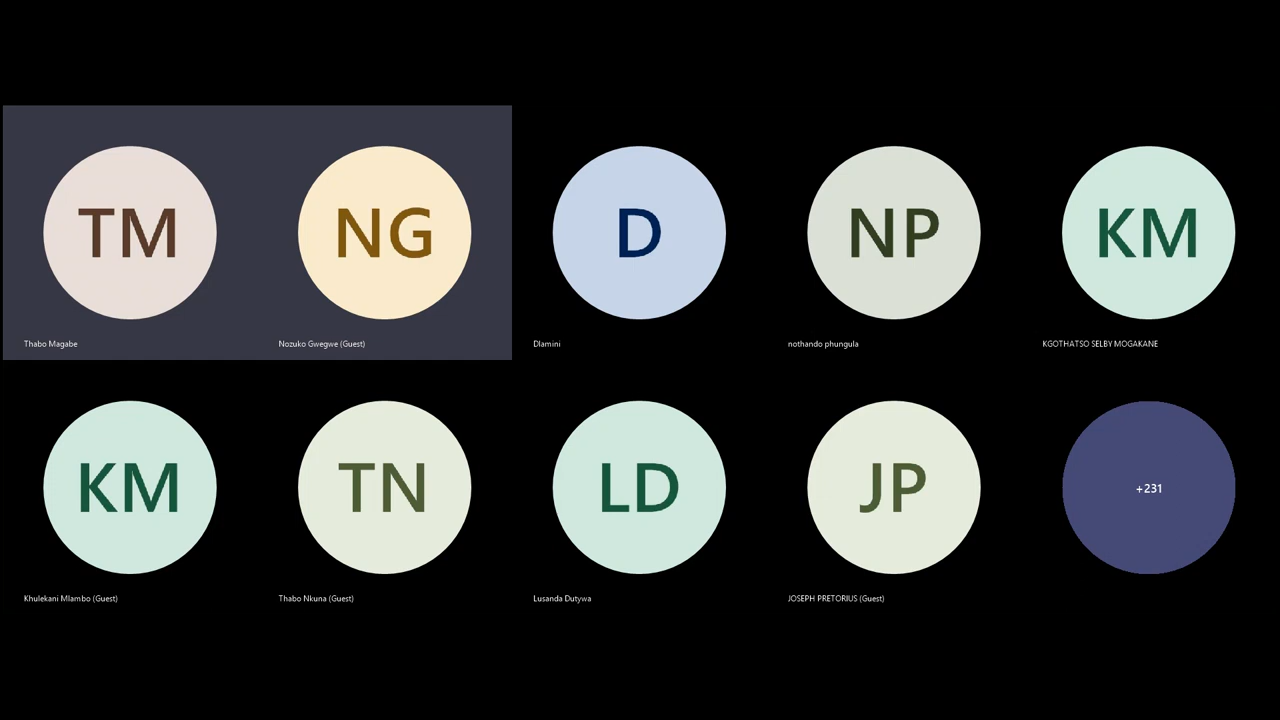 TM
NG
D
NP
KM
Thabo Magabe
Nozuko Gwegwe (Guest)
Dlamini
nothando phungula
KGOTHATSO SELBY MOGAKANE
KM
TN
LD
JP
+231
Khulekani Mlambo (Guest)
Thabo Nkuna (Guest)
Lusanda Dutywa
JOSEPH PRETORIUS (Guest)